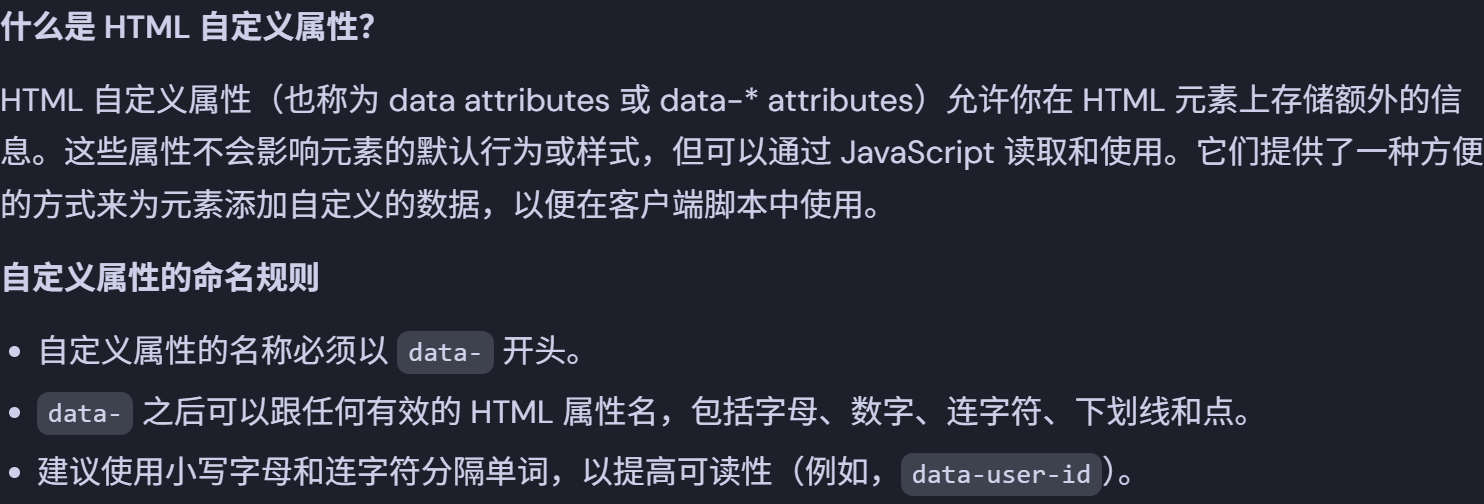 什么是 HTML 自定义属性？
HTML 自定义属性（也称为 data attributes 或 data-* attributes）允许你在 HTML 元素上存储额外的信
息。这些属性不会影响元素的默认行为或样式，但可以通过 JavaScript 读取和使用。它们提供了一种方便
的方式来为元素添加自定义的数据，以便在客户端脚本中使用。
自定义属性的命名规则
• 自定义属性的名称必须以 data- 开头。
• data- 之后可以跟任何有效的 HTML 属性名，包括字母、数字、连字符、下划线和点。
• 建议使用小写字母和连字符分隔单词，以提高可读性（例如，data-user-id）。